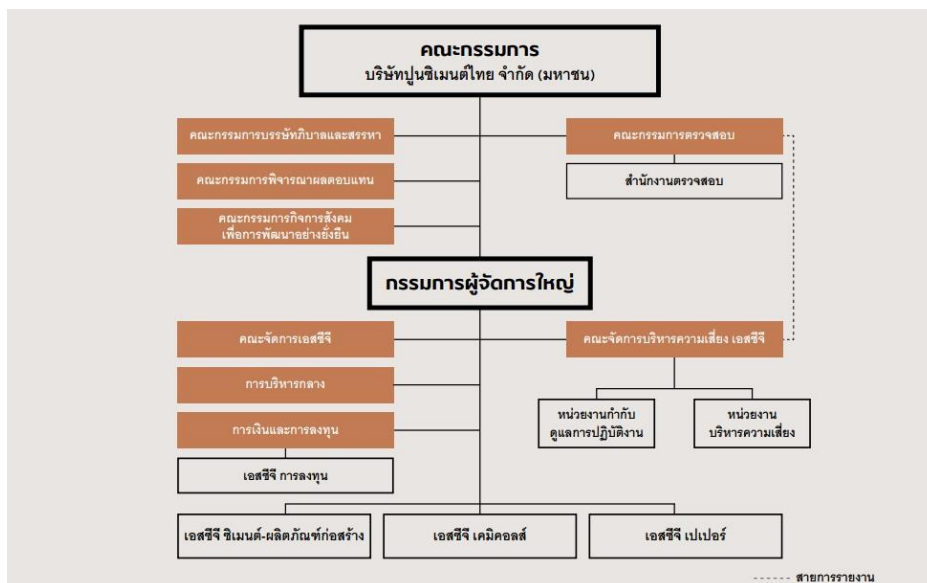 คณะกรรมการ
บริษัทปูนซิเมนต์ไทย จำกัด (มหาชน)
คณะกรรมการบรรษัทภิบาลและสรรหา
คณะกรรมการตรวจสอบ
คณะกรรมการพิจารณาผลตอบแทน
สำนักงานตรวจสอบ
คณะกรรมการกิจการสังคม
เพื่อการพัฒนาอย่างยั่งยืน
กรรมการผู้จัดการใหญ่
คณะจัดการเอสซีจี
คณะจัดการบริหารความเสี่ยง เอสซีจี
การบริหารกลาง
การเงินและการลงทุน
หน่วยงานกำกับ
ดูแลการปฏิบัติงาน
หน่วยงาน
บริหารความเสี่ยง
เอสซีจี การลงทุน
เอสซีจี ซิเมนต์-ผลิตภัณฑ์ก่อสร้าง
เอสซีจี เคมิคอลส์
เอสซีจี เปเปอร์
สายการรายงาน